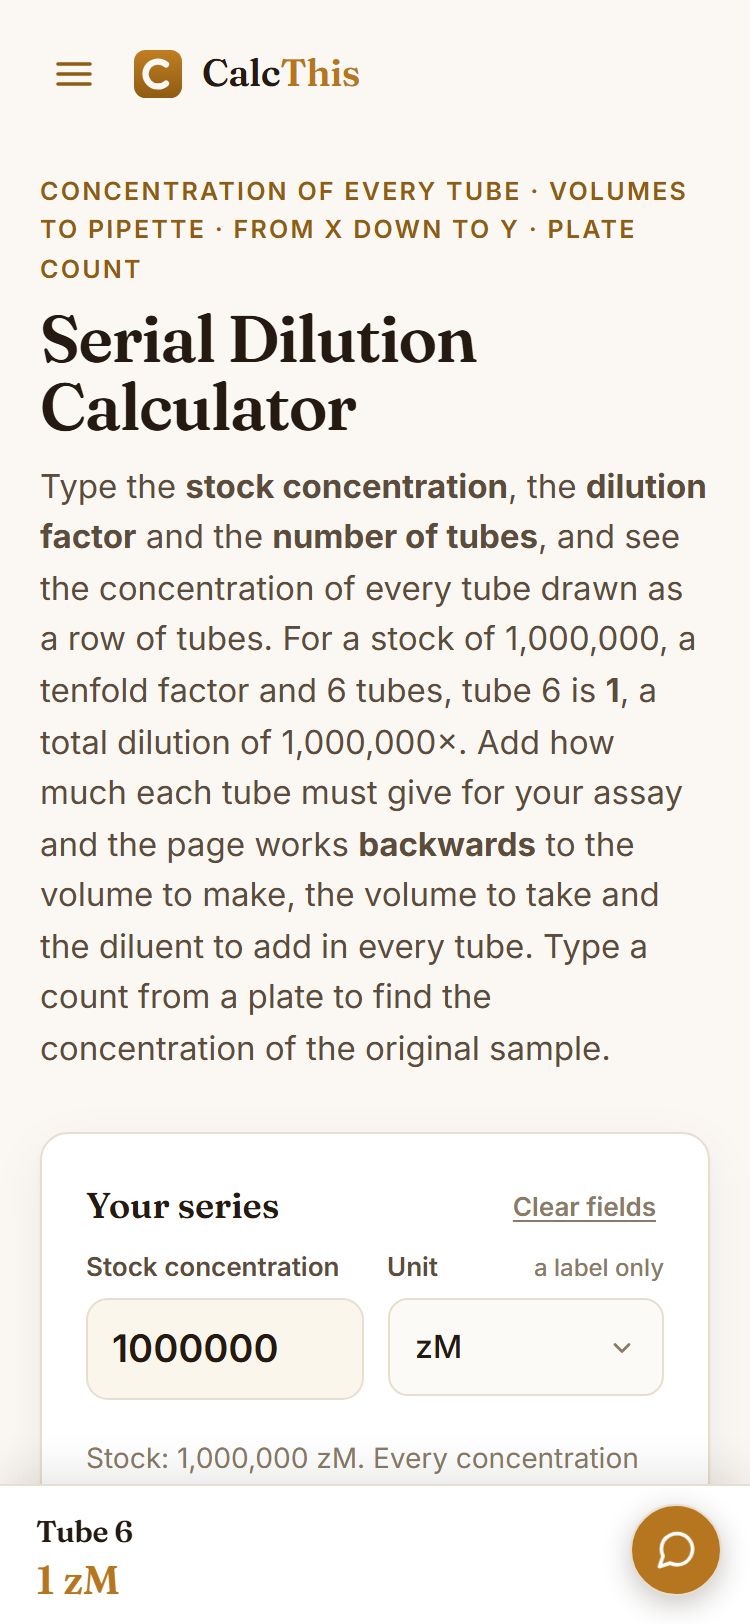 CalcThis
CONCENTRATION OF EVERY TUBE · VOLUMES
TO PIPETTE · FROM X DOWN TO Y · PLATE
COUNT
Serial Dilution
Calculator
Type the stock concentration, the dilution
factor and the number of tubes, and see
the concentration of every tube drawn as
a row of tubes. For a stock of 1,000,000, a
tenfold factor and 6 tubes, tube 6 is 1, a
total dilution of 1,000,000×. Add how
much each tube must give for your assay
and the page works backwards to the
volume to make, the volume to take and
the diluent to add in every tube. Type a
count from a plate to find the
concentration of the original sample.
Your series
Clear fields
Stock concentration
Unit
a label only
1000000
zM
Stock: 1,000,000 zM. Every concentration
Tube 6
1 zM